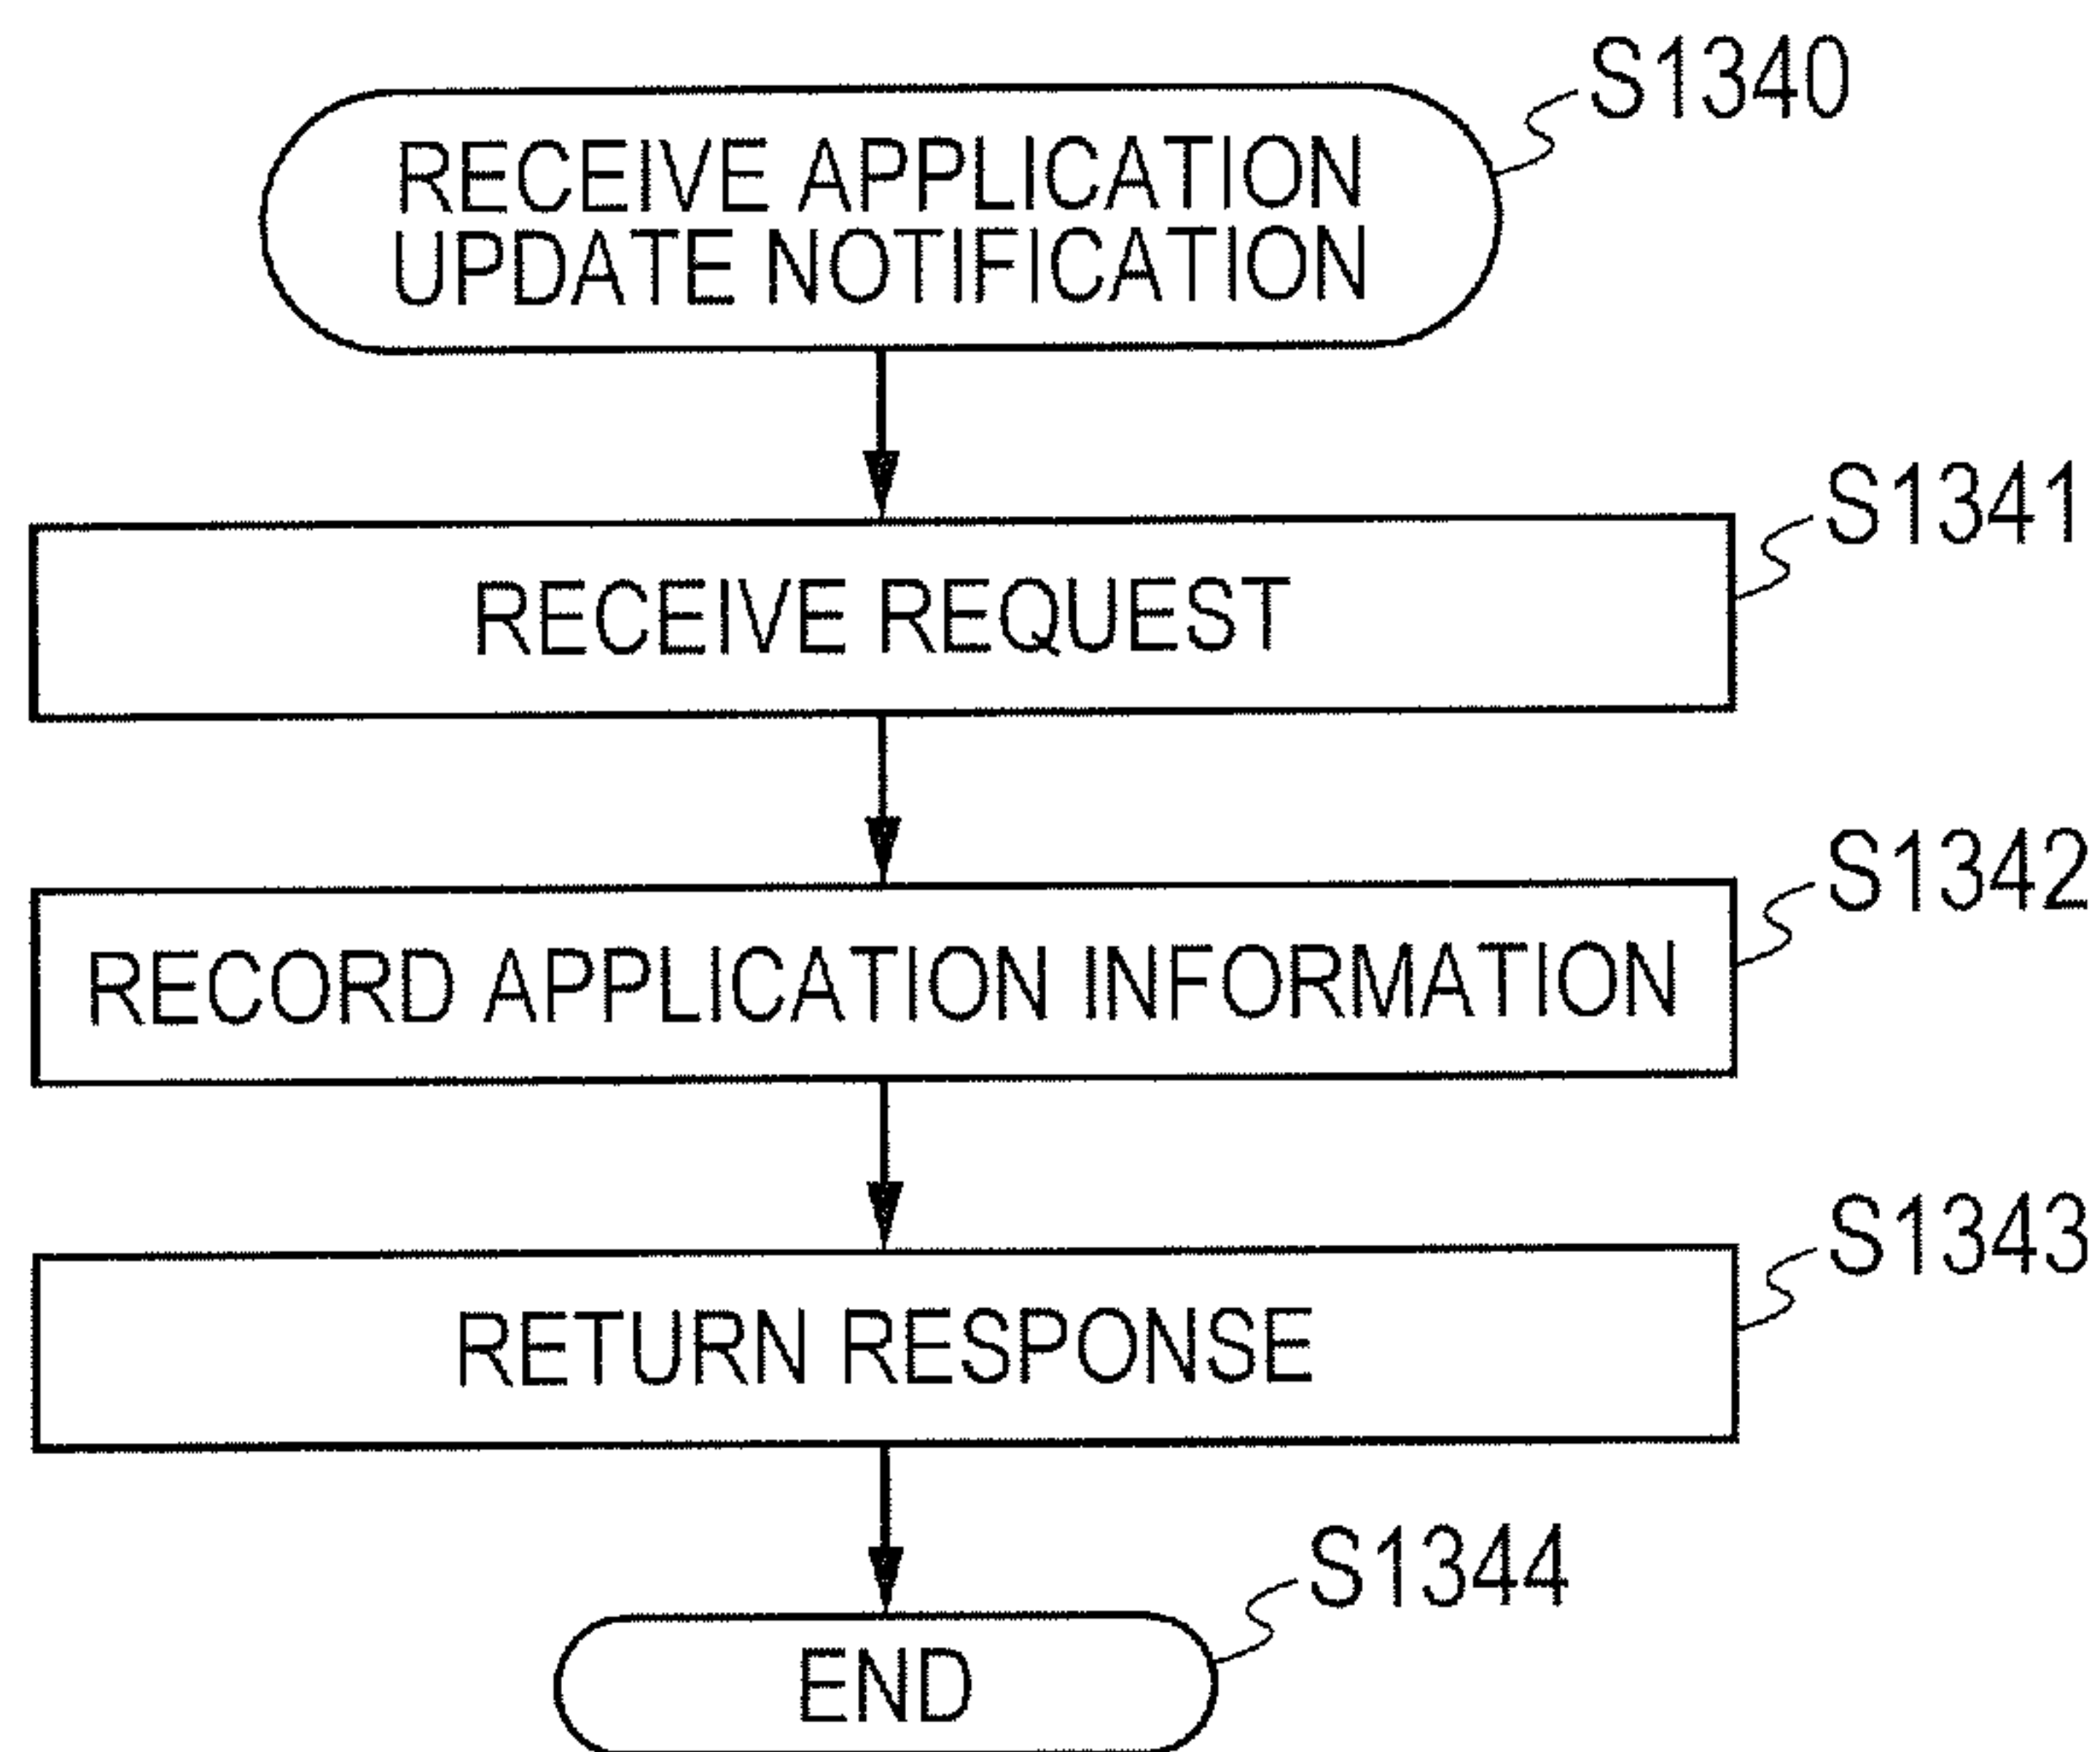 S1340
RECEIVE APPLICATION
UPDATE NOTIFICATION
S1341
RECEIVE REQUEST
S1342
RECORD APPLICATION INFORMATION
S1343
RETURN RESPONSE
S1344
END